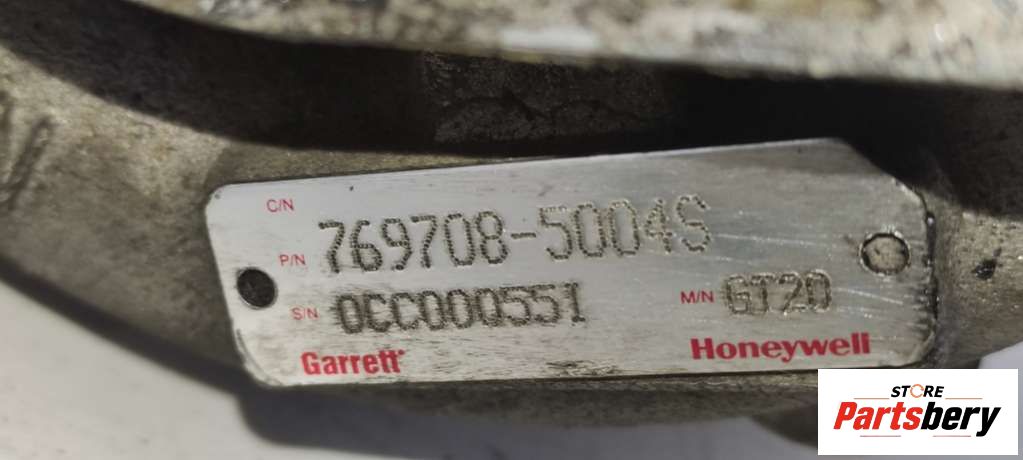 C/N
P/N 769708-5004S
S/N 0CC000551 M/N GT20
Garrett Honeywell
STORE
Partsbery